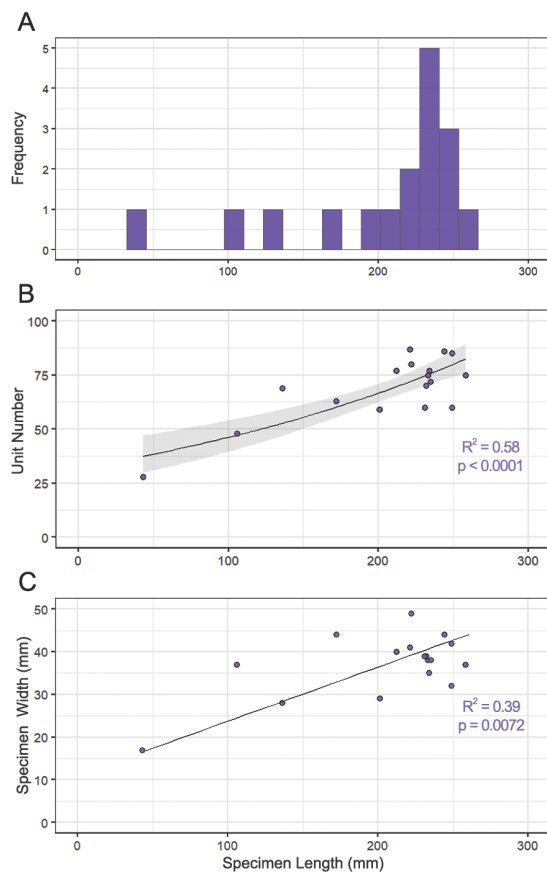 A
5
4
3
2
1
0
Frequency
0 100 200 300
B
100
75
50
25
0
Unit Number
R² = 0.58
p < 0.0001
0 100 200 300
C
50
40
30
20
10
0
Specimen Width (mm)
R² = 0.39
p = 0.0072
0 100 200 300
Specimen Length (mm)